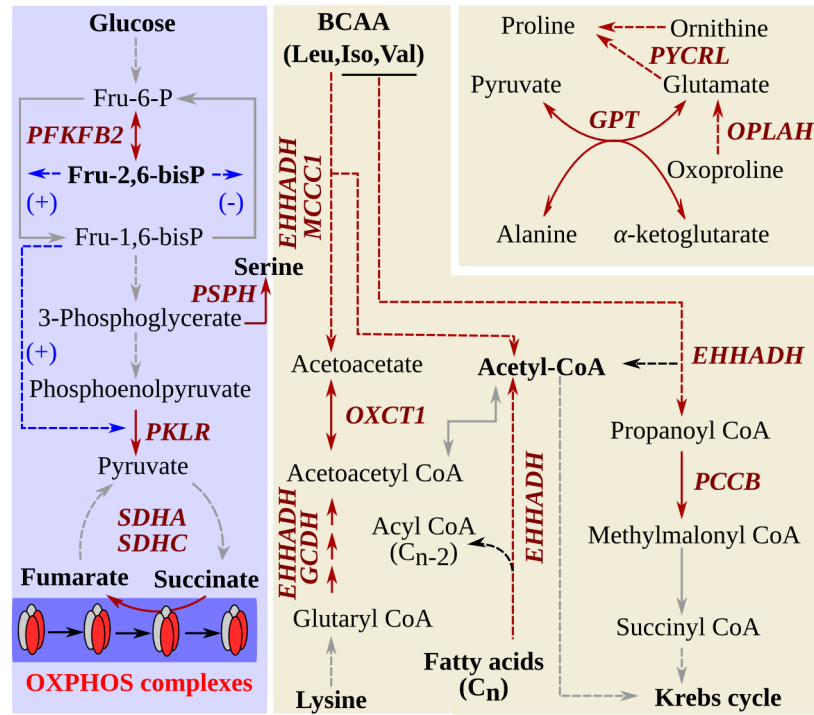 Glucose
Fru-6-P
PFKFB2
Fru-2,6-bisP
(+)
(-)
Fru-1,6-bisP
Serine
PSPH
3-Phosphoglycerate
(+)
Phosphoenolpyruvate
PKLR
Pyruvate
SDHA
SDHC
Fumarate
Succinate
OXPHOS complexes
BCAA
(Leu,Iso,Val)
EHHADH
MCCC1
Acetoacetate
Acetyl-CoA
EHHADH
OXCT1
Propanoyl CoA
Acetoacetyl CoA
PCCB
EHHADH
GCDH
Acyl CoA
(Cn-2)
EHHADH
Methylmalonyl CoA
Glutaryl CoA
Succinyl CoA
Fatty acids
(Cn)
Lysine
Krebs cycle
Proline
Ornithine
PYCRL
Pyruvate
Glutamate
GPT
OPLAH
Oxoproline
Alanine
α-ketoglutarate